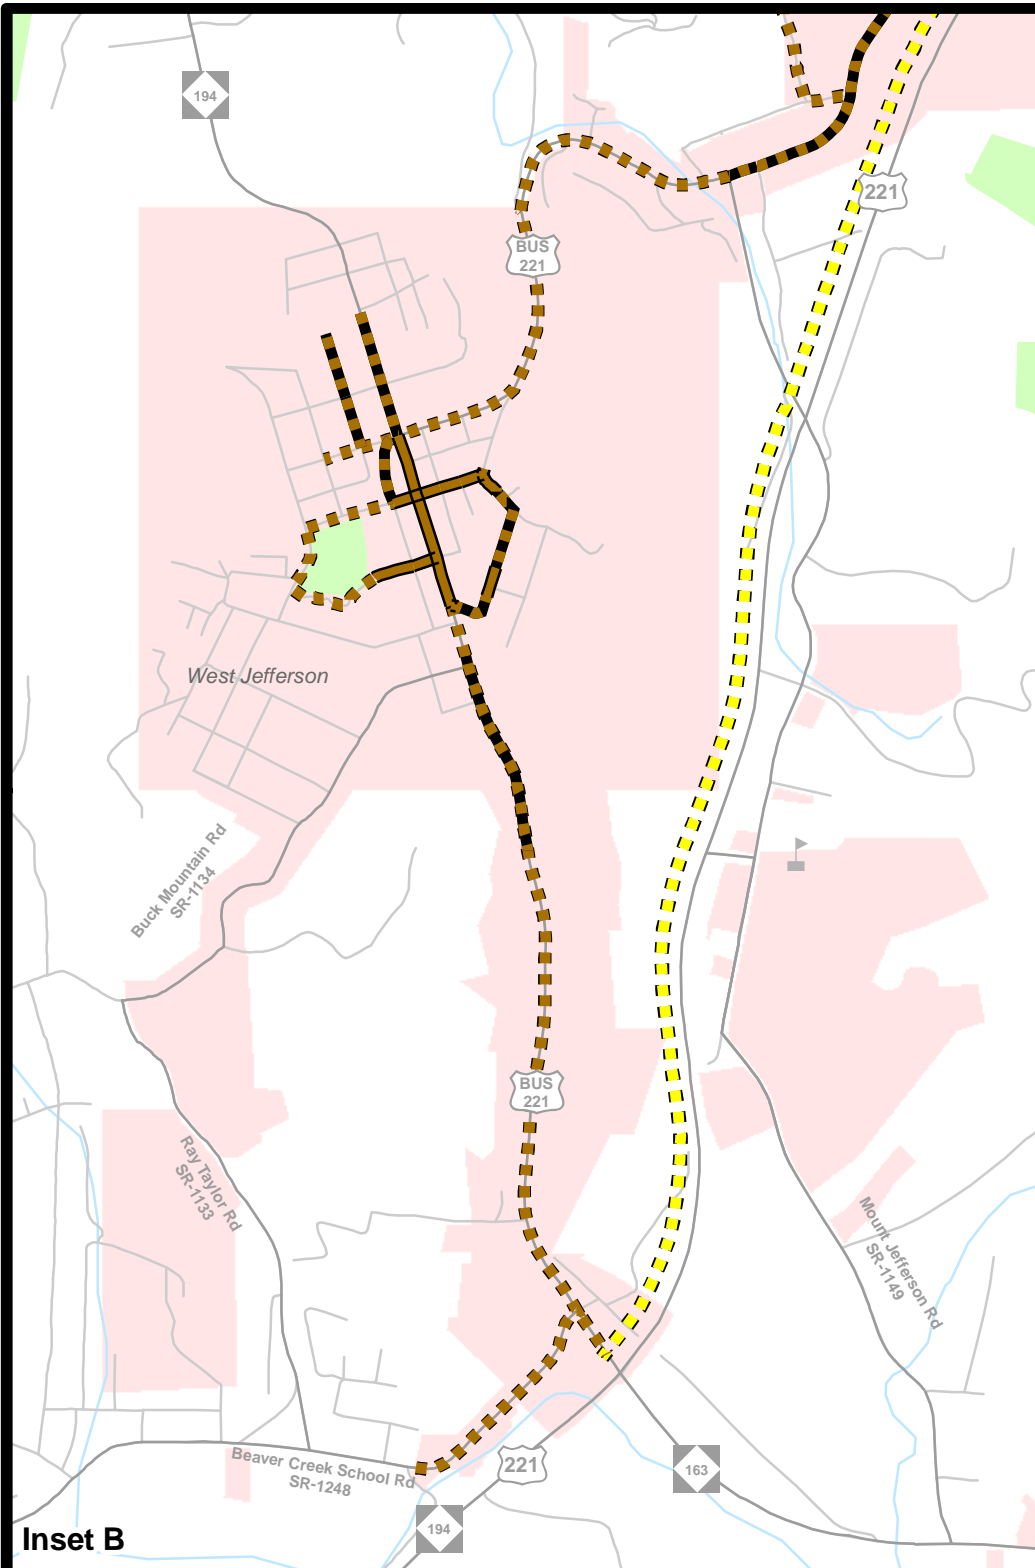 194
221
BUS
221
West Jefferson
Buck Mountain Rd
SR-1134
BUS
221
Ray Taylor Rd
SR-1133
Mount Jefferson Rd
SR-1149
Beaver Creek School Rd
SR-1248
221
163
194
Inset B